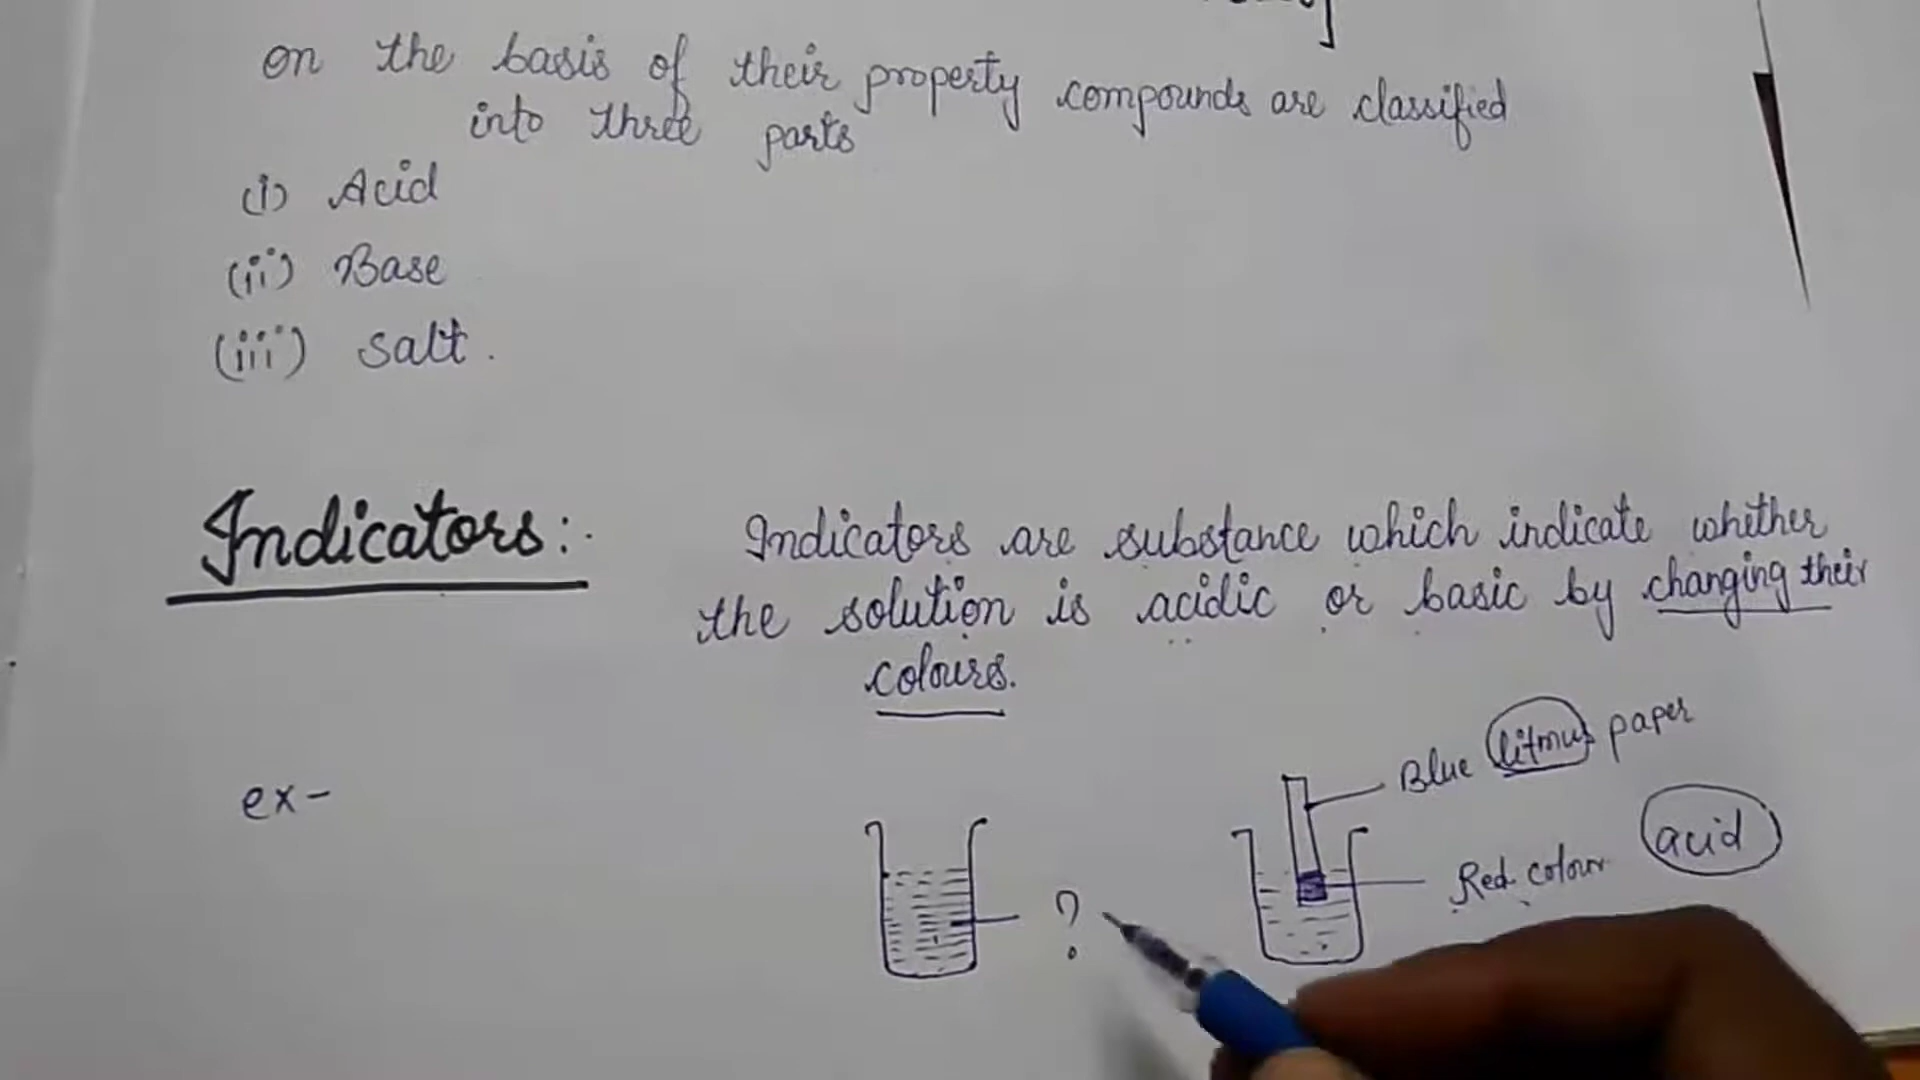 on the basis of their property compounds are classified
into three parts
(i) Acid
(ii) Base
(iii) Salt.
Indicators:- Indicators are substance which indicate whether
the solution is acidic or basic by changing their
colours.
Blue litmus paper
ex-
Red colour acid
?